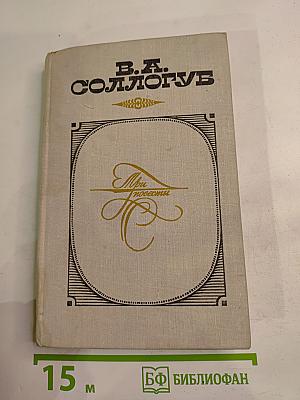 В.А.
СОЛЛОГУБ
Три
повести
15 м
БФ БИБЛИОФАН